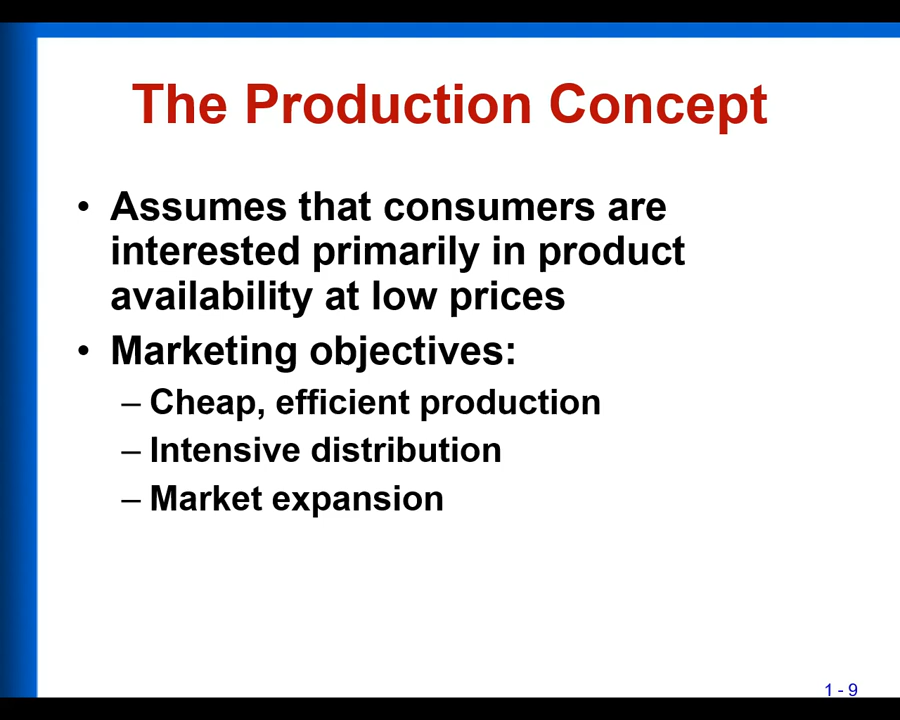 The Production Concept
• Assumes that consumers are
interested primarily in product
availability at low prices
• Marketing objectives:
– Cheap, efficient production
– Intensive distribution
– Market expansion
1 - 9